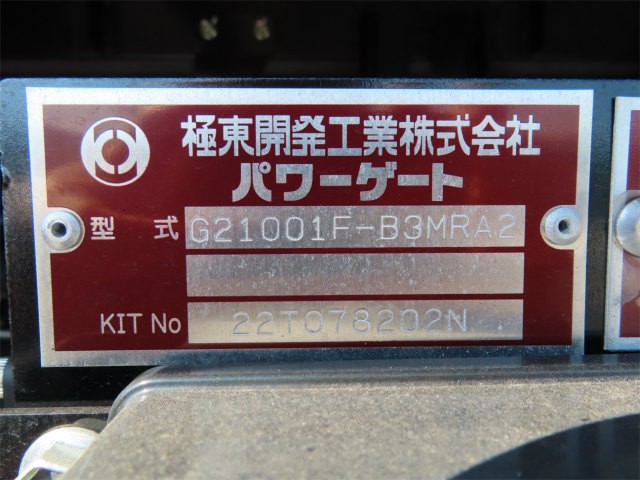 極東開発工業株式会社
パワーゲート
型 式 G21001F-B3MRA2
KIT No 22T078202N